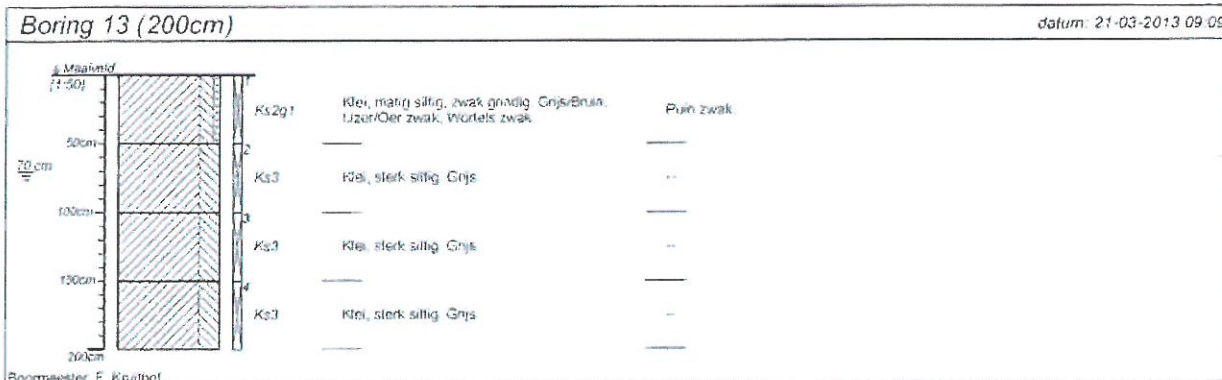 Boring 13 (200cm)
datum: 21-03-2013 09:09
Maaiveld
[1:50]
1
Ks2g1
Klei, matig siltig, zwak grindig. Grijs/Bruin.
IJzer/Oer zwak, Wortels zwak
Puin zwak
50cm
70 cm
2
Ks3
Klei, sterk siltig. Grijs
--
100cm
3
Ks3
Klei, sterk siltig. Grijs
--
150cm
4
Ks3
Klei, sterk siltig. Grijs
--
200cm
Boormeester: F.